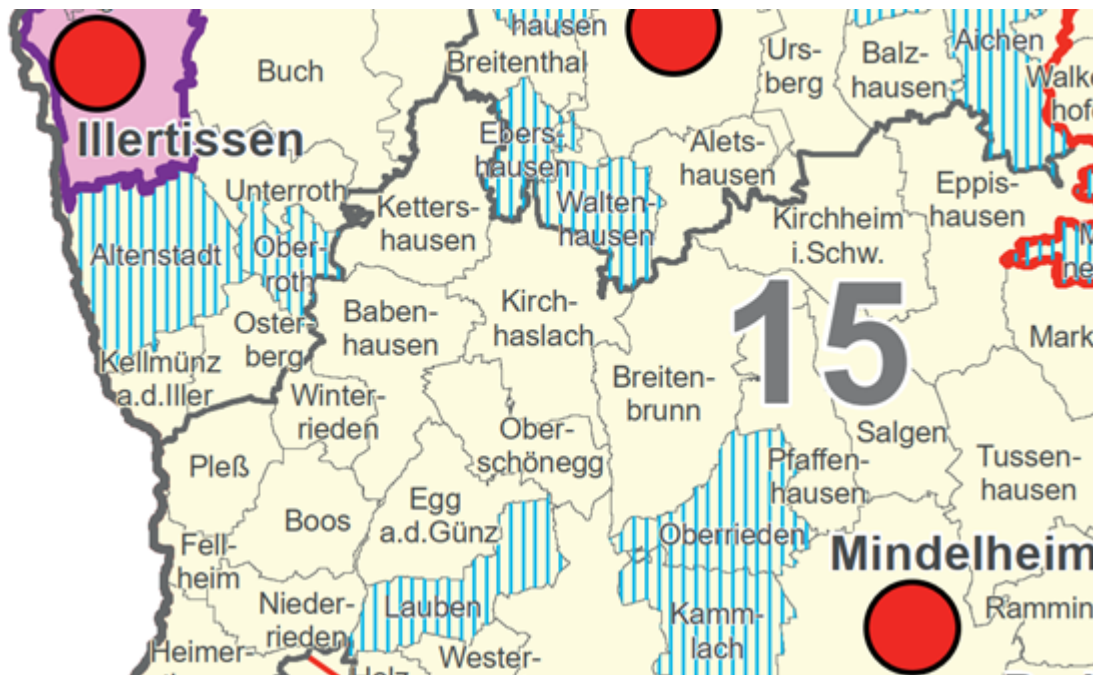 hausen
Breitenthal
Buch
Urs-
berg
Balz-
hausen
Aichen
Illertissen
Ebers-
hausen
Alets-
hausen
Unterroth
Ketters-
hausen
Walten-
hausen
Kirchheim
i.Schw.
Eppis-
hausen
Altenstadt
Ober-
roth
Oster-
berg
Baben-
hausen
Kirch-
haslach
15
Mark
Kellmünz
a.d.Iller
Winter-
rieden
Breiten-
brunn
Ober-
schönegg
Salgen
Pleß
Pfaffen-
hausen
Tussen-
hausen
Boos
Egg
a.d.Günz
Oberrieden
Mindelheim
Fell-
heim
Nieder-
rieden
Lauben
Kamm-
lach
Rammin
Heimer-
Wester-